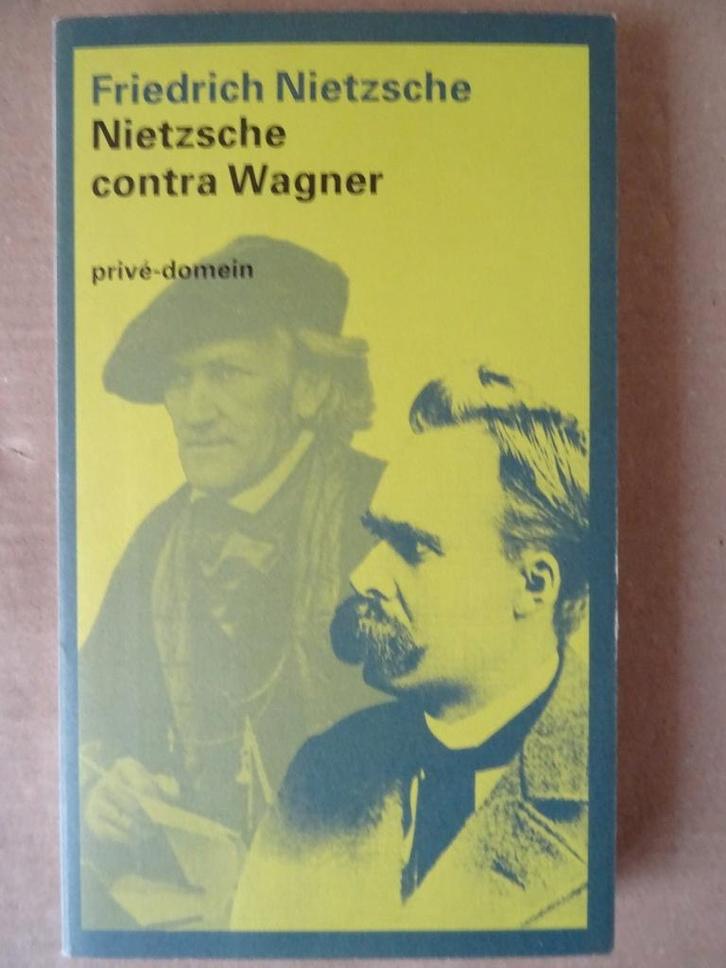 Friedrich Nietzsche
Nietzsche
contra Wagner
privé-domein